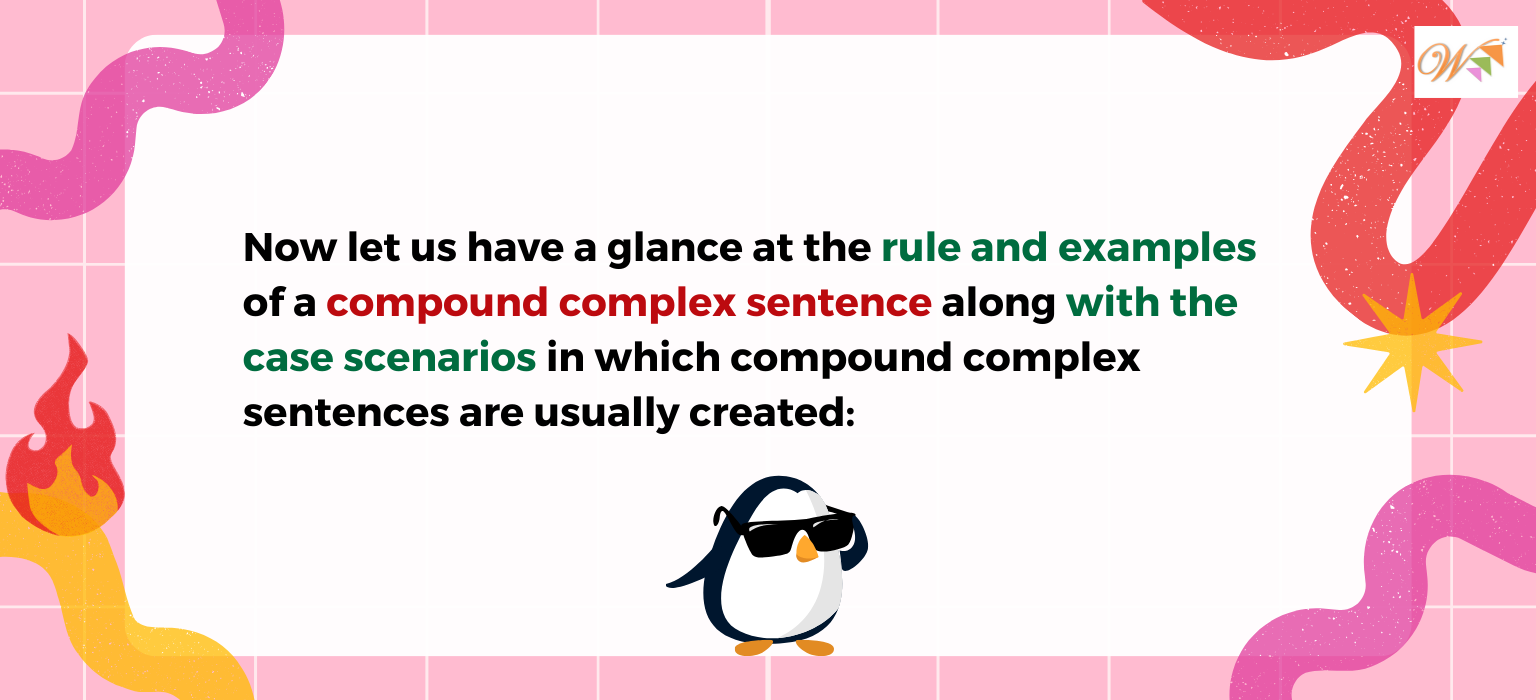 W
Now let us have a glance at the rule and examples
of a compound complex sentence along with the
case scenarios in which compound complex
sentences are usually created: